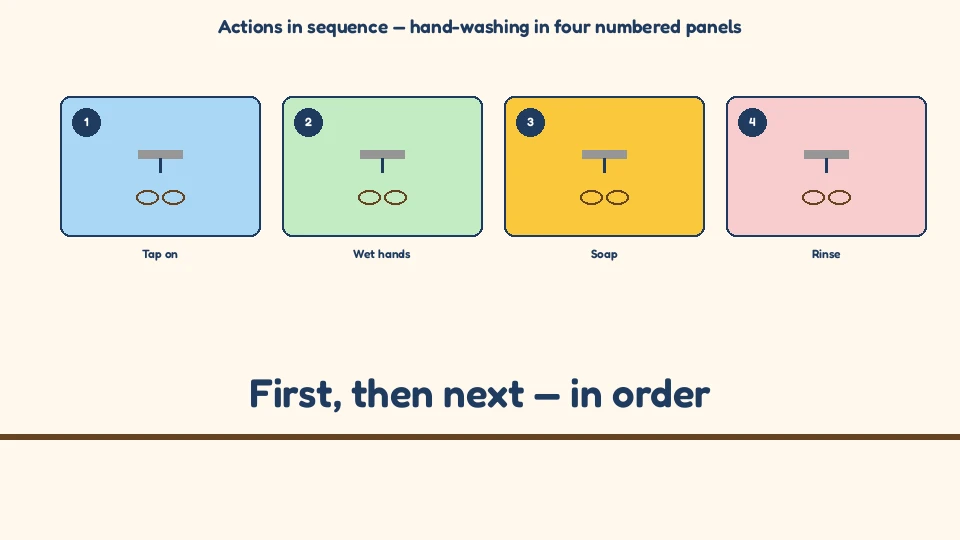 Actions in sequence — hand-washing in four numbered panels
1
2
3
4
Tap on
Wet hands
Soap
Rinse
First, then next — in order